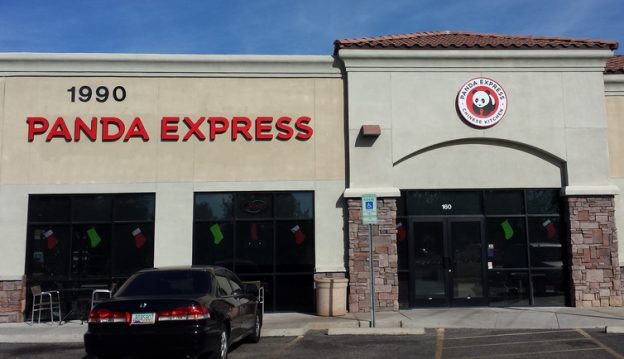 1990
PANDA EXPRESS
PANDA EXPRESS
CHINESE KITCHEN
160